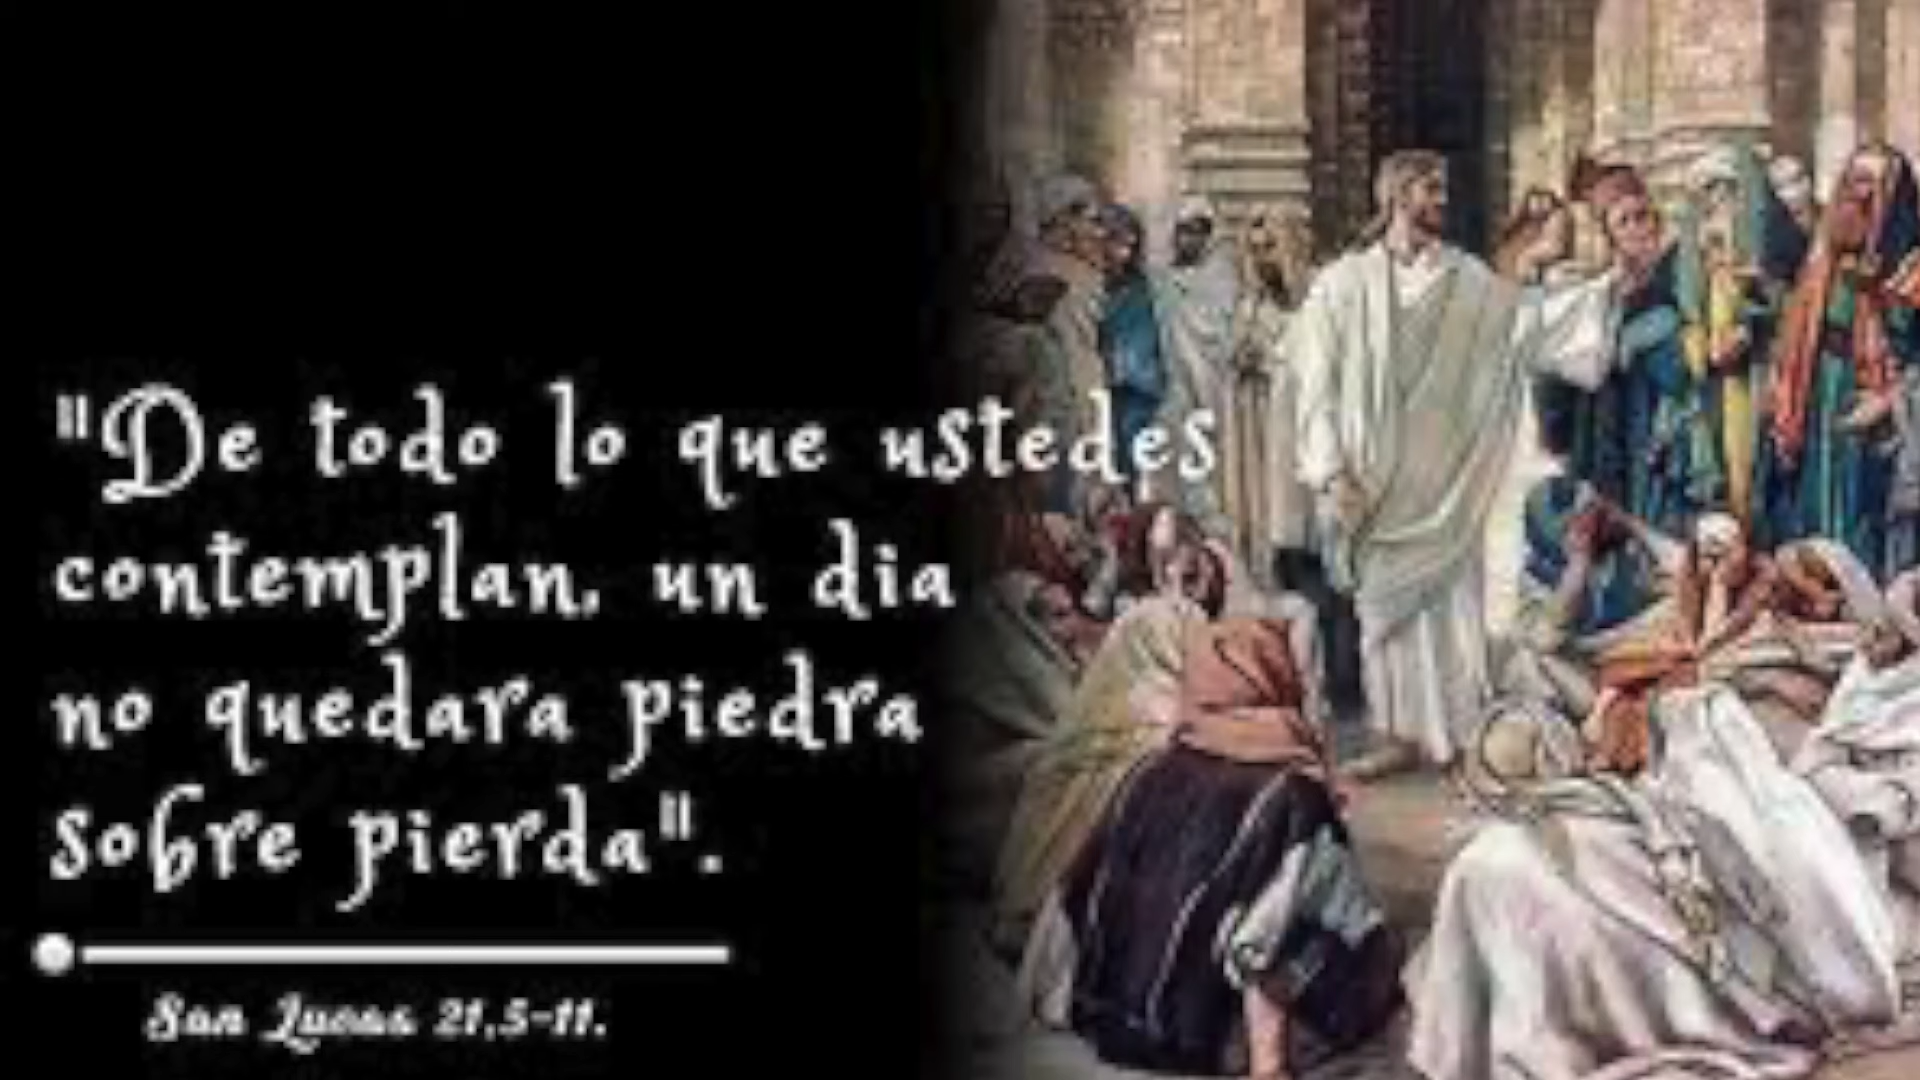 "De todo lo que ustedes
contemplan, un dia
no quedara piedra
sobre pierda".
San Lucas 21,5-11.